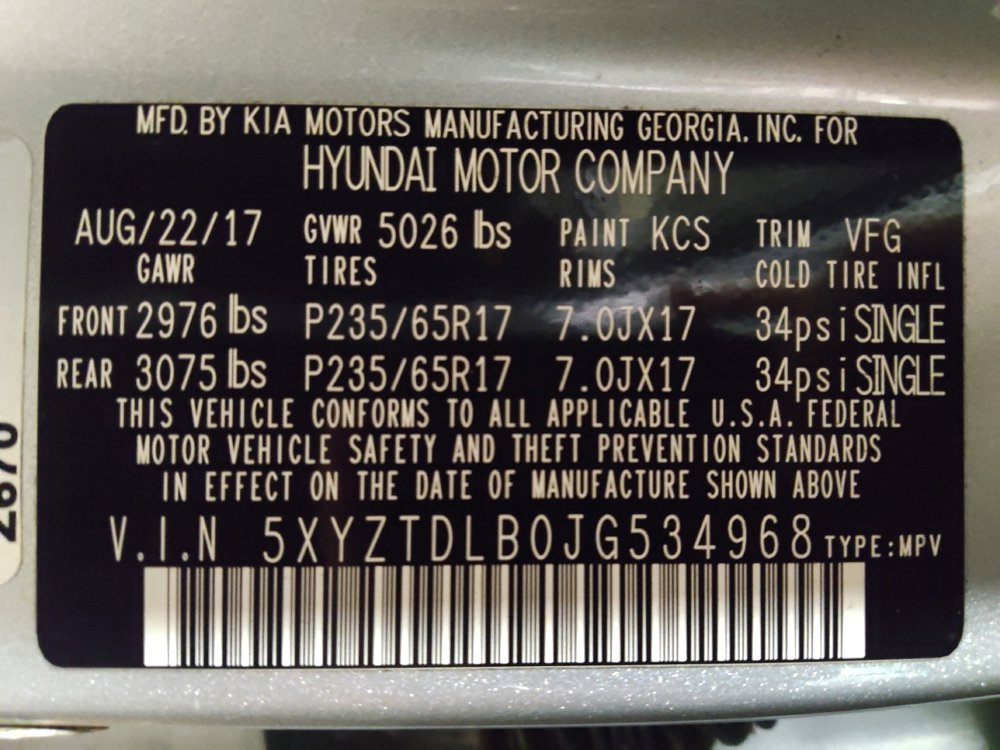 MFD. BY KIA MOTORS MANUFACTURING GEORGIA, INC. FOR
HYUNDAI MOTOR COMPANY
AUG/22/17 GVWR 5026 lbs PAINT KCS TRIM VFG
GAWR TIRES RIMS COLD TIRE INFL
FRONT 2976 lbs P235/65R17 7.0JX17 34psi SINGLE
REAR 3075 lbs P235/65R17 7.0JX17 34psi SINGLE
THIS VEHICLE CONFORMS TO ALL APPLICABLE U.S.A. FEDERAL
MOTOR VEHICLE SAFETY AND THEFT PREVENTION STANDARDS
IN EFFECT ON THE DATE OF MANUFACTURE SHOWN ABOVE
V.I.N 5XYZTDLB0JG534968 TYPE:MPV